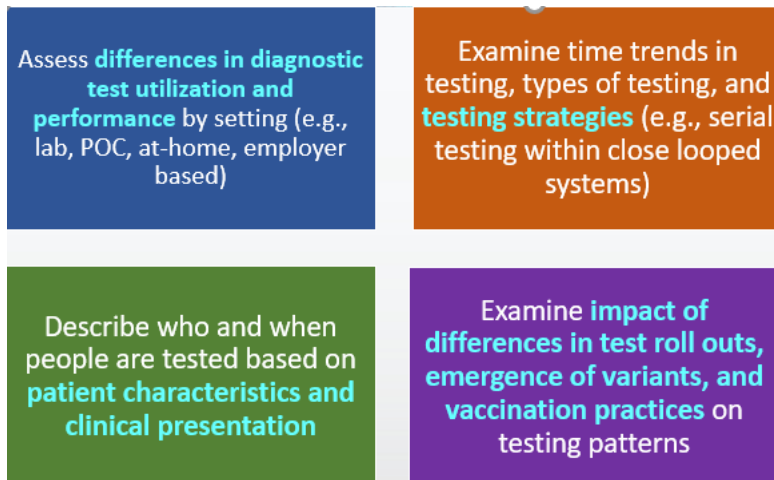 Assess differences in diagnostic
test utilization and
performance by setting (e.g.,
lab, POC, at-home, employer
based)
Examine time trends in
testing, types of testing, and
testing strategies (e.g., serial
testing within close looped
systems)
Describe who and when
people are tested based on
patient characteristics and
clinical presentation
Examine impact of
differences in test roll outs,
emergence of variants, and
vaccination practices on
testing patterns